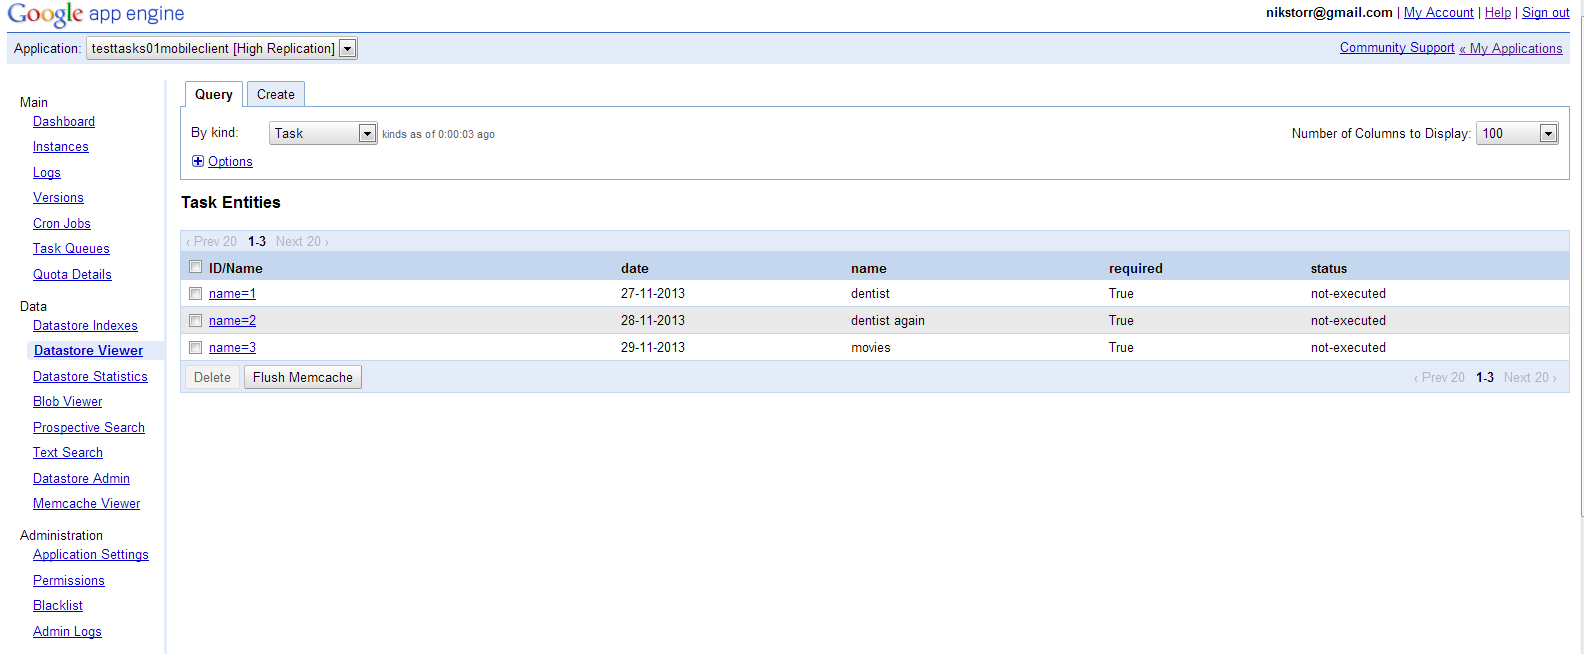 Google app engine
nikstorr@gmail.com | My Account | Help | Sign out
Application: testtasks01mobileclient [High Replication]
Community Support « My Applications
Main
Dashboard
Instances
Logs
Versions
Cron Jobs
Task Queues
Quota Details
Data
Datastore Indexes
Datastore Viewer
Datastore Statistics
Blob Viewer
Prospective Search
Text Search
Datastore Admin
Memcache Viewer
Administration
Application Settings
Permissions
Blacklist
Admin Logs
Query Create
By kind: Task kinds as of 0:00:03 ago
Number of Columns to Display: 100
Options
Task Entities
‹ Prev 20 1-3 Next 20 ›
ID/Name date name required status
name=1 27-11-2013 dentist True not-executed
name=2 28-11-2013 dentist again True not-executed
name=3 29-11-2013 movies True not-executed
Delete Flush Memcache
‹ Prev 20 1-3 Next 20 ›